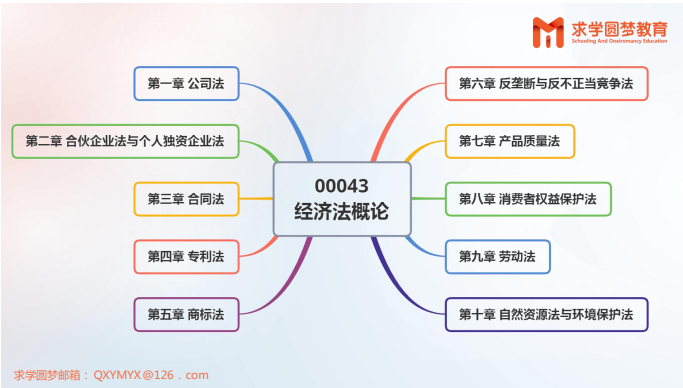 求学圆梦教育
Schooling And Oneiromancy Education
第一章 公司法
第二章 合伙企业法与个人独资企业法
第三章 合同法
第四章 专利法
第五章 商标法
00043
经济法概论
第六章 反垄断与反不正当竞争法
第七章 产品质量法
第八章 消费者权益保护法
第九章 劳动法
第十章 自然资源法与环境保护法
求学圆梦邮箱：QXYMYX@126．com